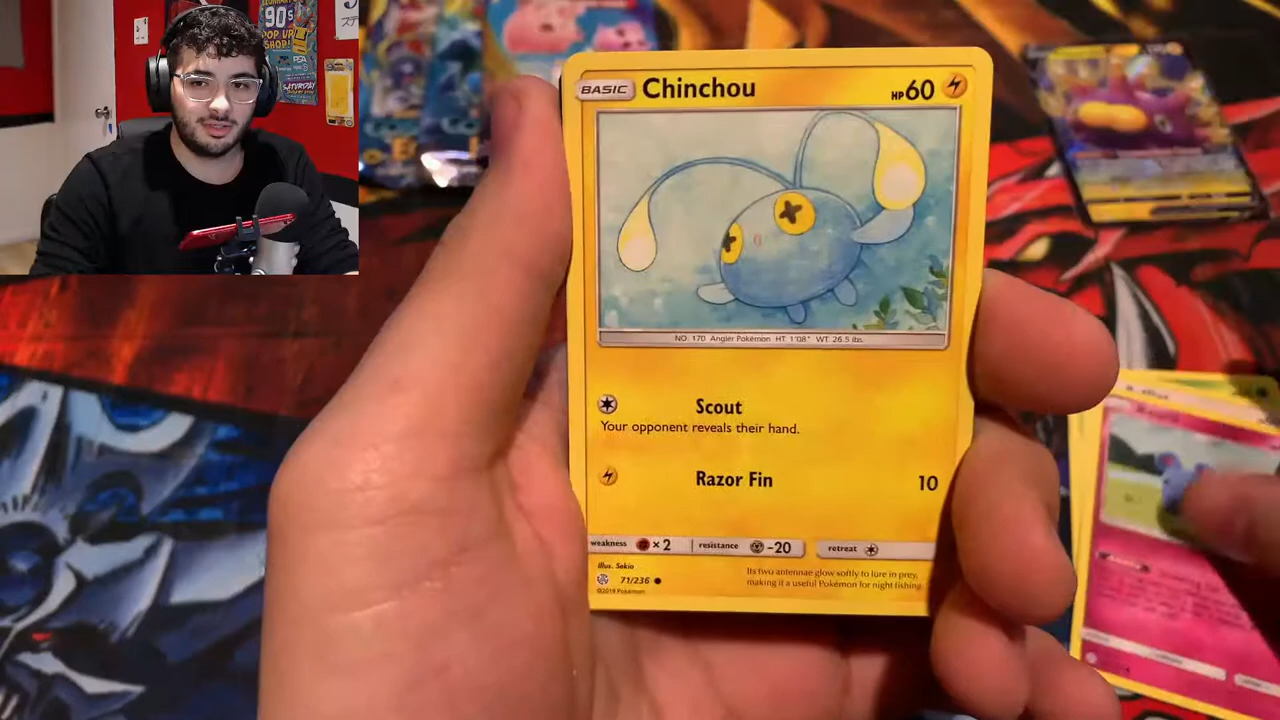 90's
POP UP
SHOP!
PSA
SATURDAY
BASIC Chinchou HP60
NO. 170 Angler Pokémon HT: 1'08" WT: 26.5 lbs.
Scout
Your opponent reveals their hand.
Razor Fin 10
weakness ×2 resistance -20 retreat
Illus. Sekio
71/236
©2019 Pokémon
Its two antennae glow softly to lure in prey,
making it a useful Pokémon for night fishing.